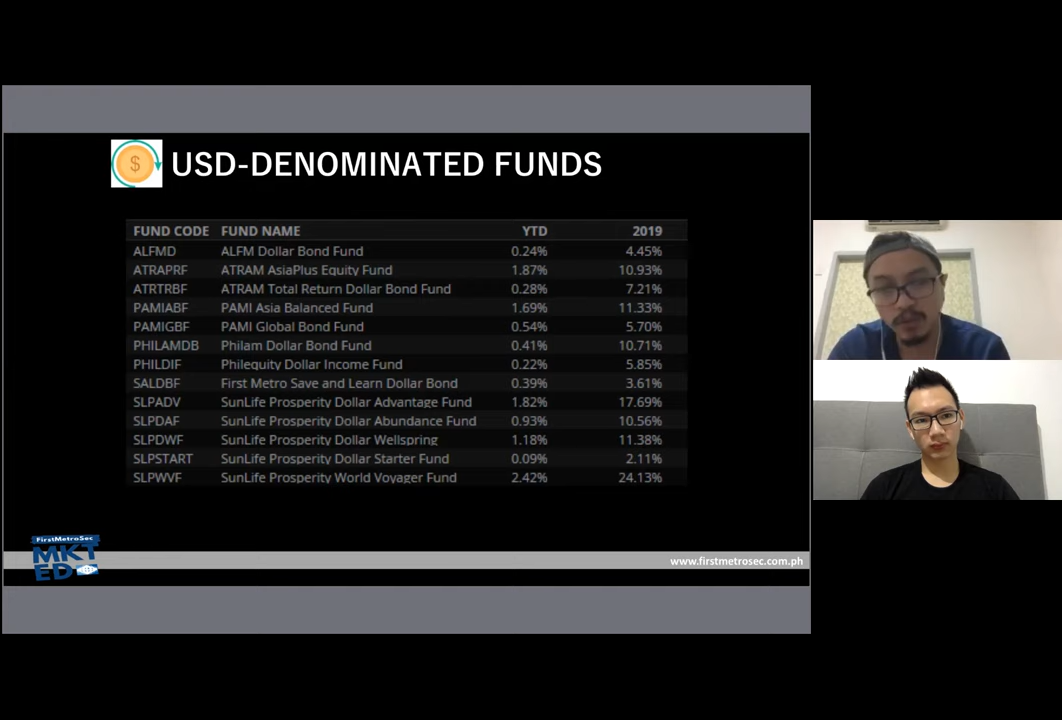 $ USD-DENOMINATED FUNDS
FUND CODE FUND NAME YTD 2019
ALFMD ALFM Dollar Bond Fund 0.24% 4.45%
ATRAPRF ATRAM AsiaPlus Equity Fund 1.87% 10.93%
ATRTRBF ATRAM Total Return Dollar Bond Fund 0.28% 7.21%
PAMIABF PAMI Asia Balanced Fund 1.69% 11.33%
PAMIGBF PAMI Global Bond Fund 0.54% 5.70%
PHILAMDB Philam Dollar Bond Fund 0.41% 10.71%
PHILDIF Philequity Dollar Income Fund 0.22% 5.85%
SALDBF First Metro Save and Learn Dollar Bond 0.39% 3.61%
SLPADV SunLife Prosperity Dollar Advantage Fund 1.82% 17.69%
SLPDAF SunLife Prosperity Dollar Abundance Fund 0.93% 10.56%
SLPDWF SunLife Prosperity Dollar Wellspring 1.18% 11.38%
SLPSTART SunLife Prosperity Dollar Starter Fund 0.09% 2.11%
SLPWVF SunLife Prosperity World Voyager Fund 2.42% 24.13%
FirstMetroSec
MKT
ED
www.firstmetrosec.com.ph